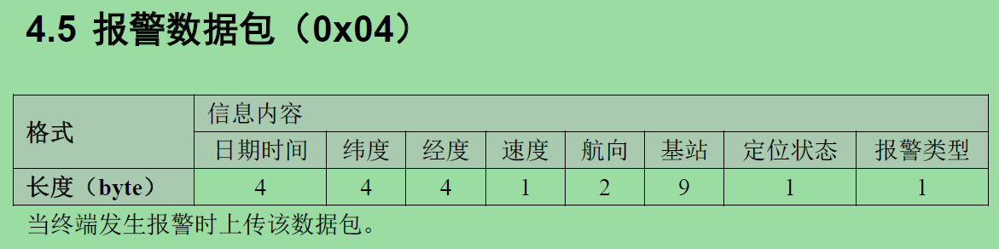 4.5 报警数据包（0x04）
格式 信息内容
日期时间 纬度 经度 速度 航向 基站 定位状态 报警类型
长度（byte） 4 4 4 1 2 9 1 1
当终端发生报警时上传该数据包。